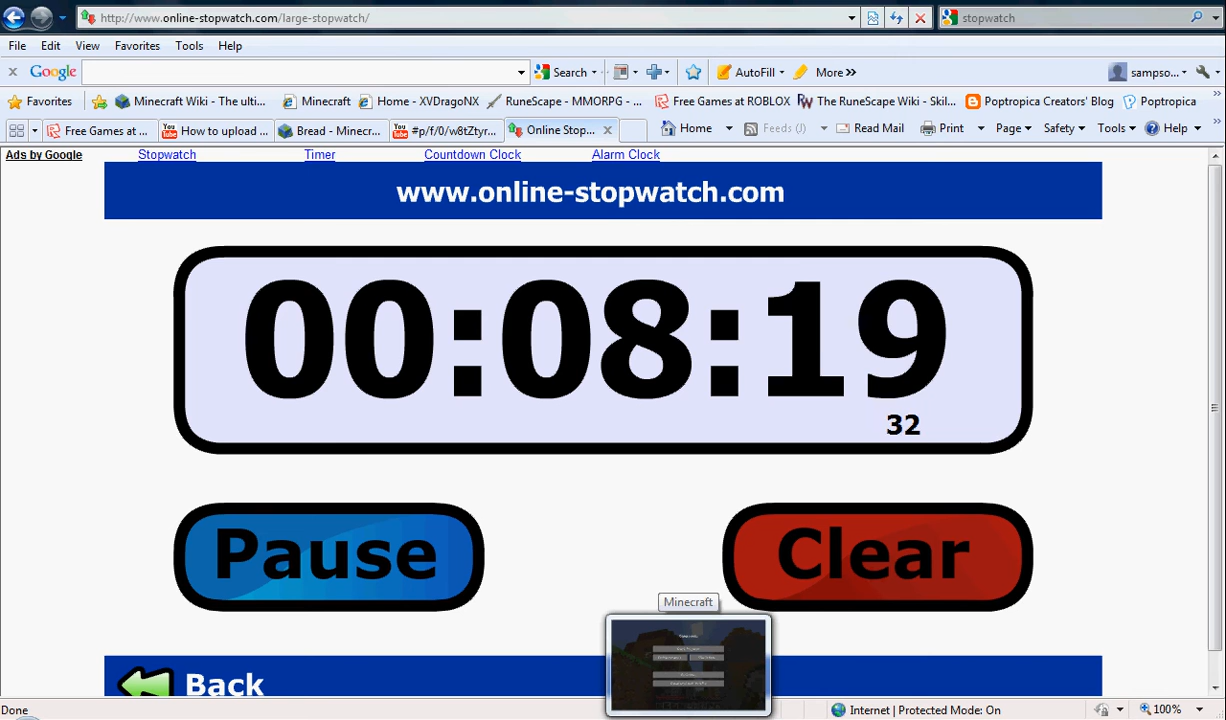 http://www.online-stopwatch.com/large-stopwatch/
stopwatch
File Edit View Favorites Tools Help
Google Search AutoFill More» sampso...
Favorites Minecraft Wiki - The ulti... Minecraft Home - XVDragoNX RuneScape - MMORPG - ... Free Games at ROBLOX The RuneScape Wiki - Skil... Poptropica Creators' Blog Poptropica
Free Games at ... How to upload ... Bread - Minecr... #p/f/0/w8tZtyr... Online Stop... Home Feeds (J) Read Mail Print Page Safety Tools Help
Ads by Google Stopwatch Timer Countdown Clock Alarm Clock
www.online-stopwatch.com
00:08:19
32
Pause Clear
Minecraft
Back
Done Internet | Protected Mode: On 100%